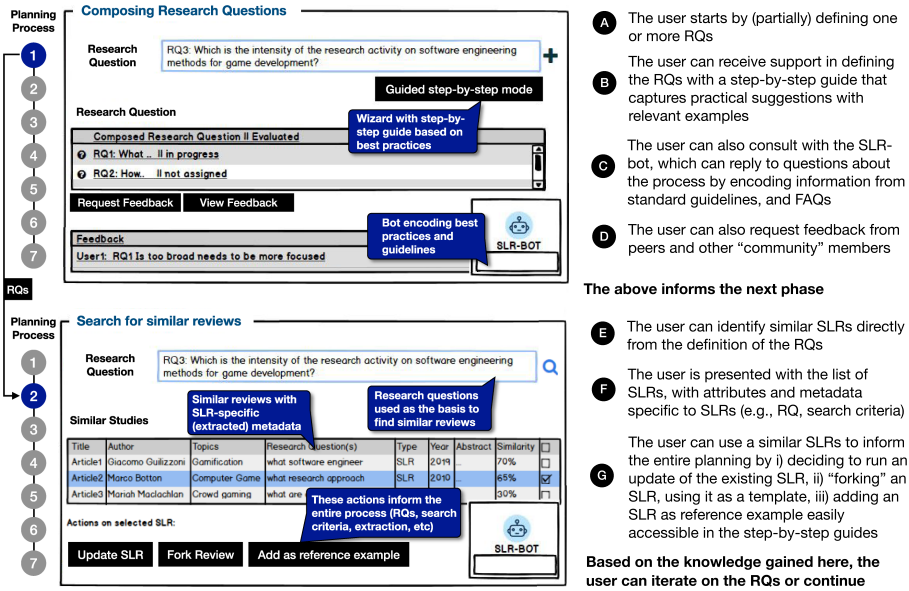 Planning
Process
Composing Research Questions
1
2
3
4
5
6
7
Research
Question
RQ3: Which is the intensity of the research activity on software engineering
methods for game development?
Guided step-by-step mode
Wizard with step-by-
step guide based on
best practices
Research Question
Composed Research Question II Evaluated
RQ1: What .. II in progress
RQ2: How.. II not assigned
Request Feedback
View Feedback
Bot encoding best
practices and
guidelines
Feedback
User1: RQ1 Is too broad needs to be more focused
SLR-BOT
A The user starts by (partially) defining one
or more RQs
B The user can receive support in defining
the RQs with a step-by-step guide that
captures practical suggestions with
relevant examples
C The user can also consult with the SLR-
bot, which can reply to questions about
the process by encoding information from
standard guidelines, and FAQs
D The user can also request feedback from
peers and other “community” members
The above informs the next phase
RQs
Planning
Process
Search for similar reviews
1
2
3
4
5
6
7
Research
Question
RQ3: Which is the intensity of the research activity on software engineering
methods for game development?
Similar reviews with
SLR-specific
(extracted) metadata
Research questions
used as the basis to
find similar reviews
Similar Studies
Title Author Topics Research Question(s) Type Year Abstract Similarity
Article1 Giacomo Guilizzoni Gamification what software engineer SLR 2019 .. 70%
Article2 Marco Botton Computer Game what research approach SLR 2010 ... 65%
Article3 Mariah Maclachlan Crowd gaming what are 30%
These actions inform the
entire process (RQs, search
criteria, extraction, etc)
Actions on selected SLR:
Update SLR
Fork Review
Add as reference example
SLR-BOT
E The user can identify similar SLRs directly
from the definition of the RQs
F The user is presented with the list of
SLRs, with attributes and metadata
specific to SLRs (e.g., RQ, search criteria)
G The user can use a similar SLRs to inform
the entire planning by i) deciding to run an
update of the existing SLR, ii) “forking” an
SLR, using it as a template, iii) adding an
SLR as reference example easily
accessible in the step-by-step guides
Based on the knowledge gained here, the
user can iterate on the RQs or continue